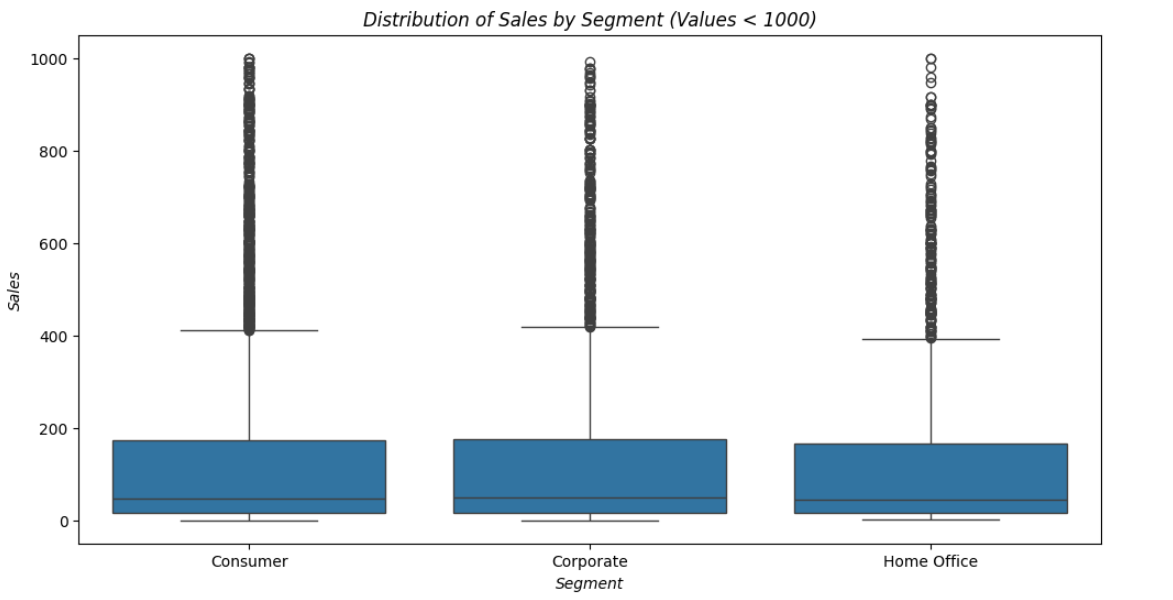 Distribution of Sales by Segment (Values < 1000)
1000
800
600
400
200
0
Sales
Consumer
Corporate
Home Office
Segment